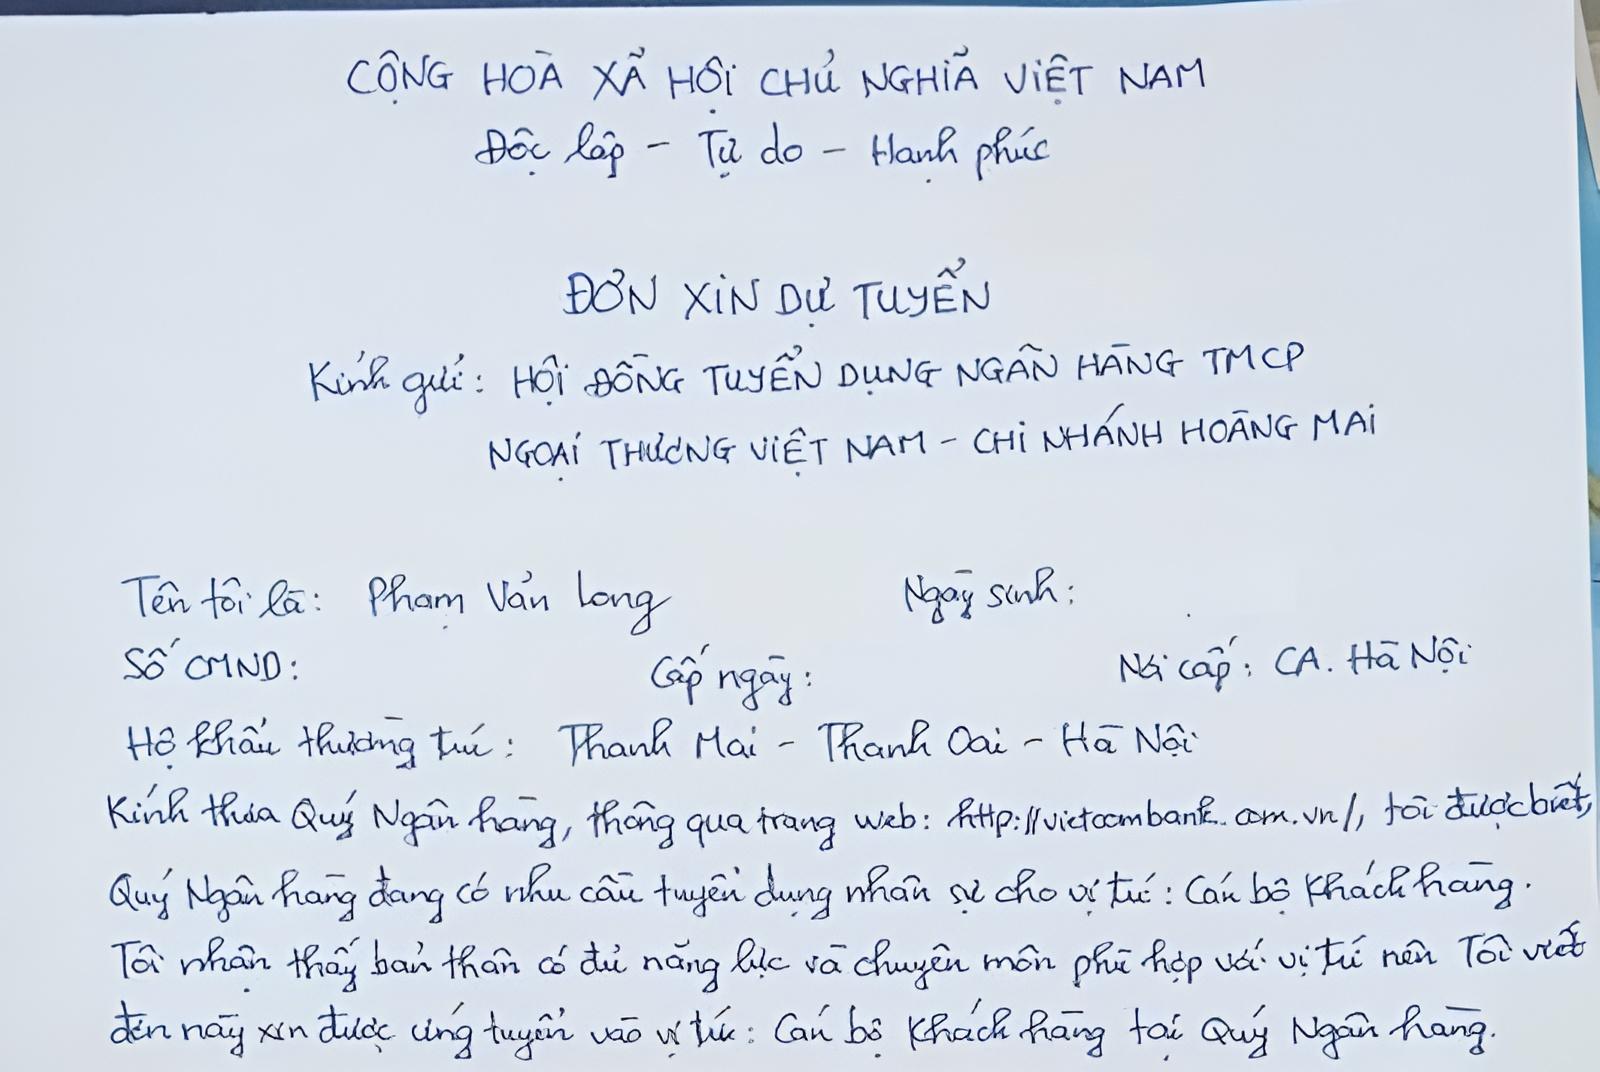 CỘNG HOÀ XÃ HỘI CHỦ NGHĨA VIỆT NAM
Độc lập - Tự do - Hạnh phúc
ĐƠN XIN DỰ TUYỂN
Kính gửi: HỘI ĐỒNG TUYỂN DỤNG NGÂN HÀNG TMCP
NGOẠI THƯƠNG VIỆT NAM - CHI NHÁNH HOÀNG MAI
Tên tôi là: Phạm Văn Long Ngày sinh:
Số CMND: Cấp ngày: Nơi cấp: CA. Hà Nội
Hộ khẩu thường trú: Thanh Mai - Thanh Oai - Hà Nội
Kính thưa Quý Ngân hàng, thông qua trang web: http://vietcombank.com.vn/, tôi được biết,
Quý Ngân hàng đang có nhu cầu tuyển dụng nhân sự cho vị trí: Cán bộ Khách hàng.
Tôi nhận thấy bản thân có đủ năng lực và chuyên môn phù hợp với vị trí nên Tôi viết
đơn này xin được ứng tuyển vào vị trí: Cán bộ Khách hàng tại Quý Ngân hàng.